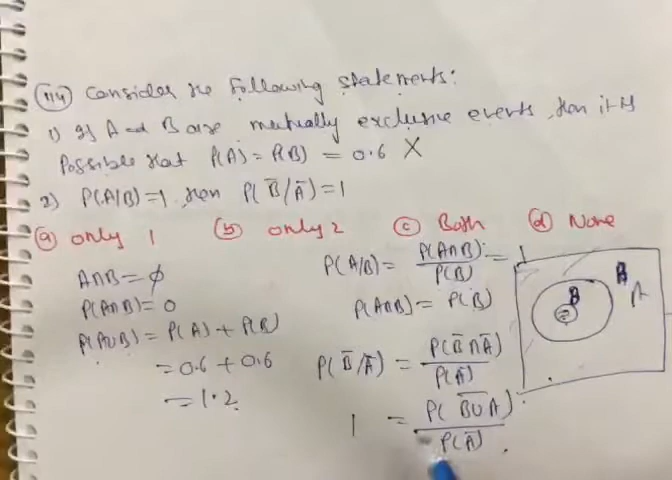 114) Consider the following statements:
1) If A and B are mutually exclusive events, then it is
Possible that P(A) = P(B) = 0.6 X
2) P(A/B)=1, then P(B̅/A̅)=1
(a) only 1 (b) only 2 (c) Both (d) None
A∩B=ϕ
P(A∩B)=0
P(A∪B)= P(A)+P(B)
=0.6+0.6
=1.2
P(A/B)= P(A∩B)/P(B) = 1
P(A∩B)= P(B)
P(B̅/A̅) = P(B̅∩A̅)/P(A̅)
1 = P(\overline{B∪A})/P(A̅)
B
A
B